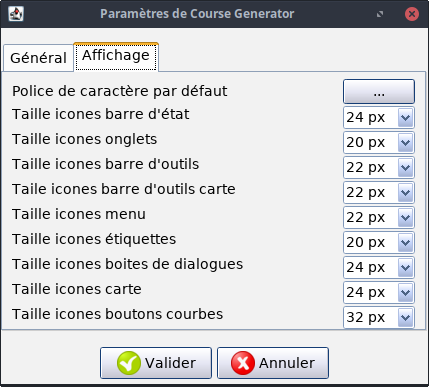 Paramètres de Course Generator
Général
Affichage
Police de caractère par défaut ...
Taille icones barre d'état 24 px
Taille icones onglets 20 px
Taille icones barre d'outils 22 px
Taile icones barre d'outils carte 22 px
Taille icones menu 22 px
Taille icones étiquettes 20 px
Taille icones boites de dialogues 24 px
Taille icones carte 24 px
Taille icones boutons courbes 32 px
Valider Annuler